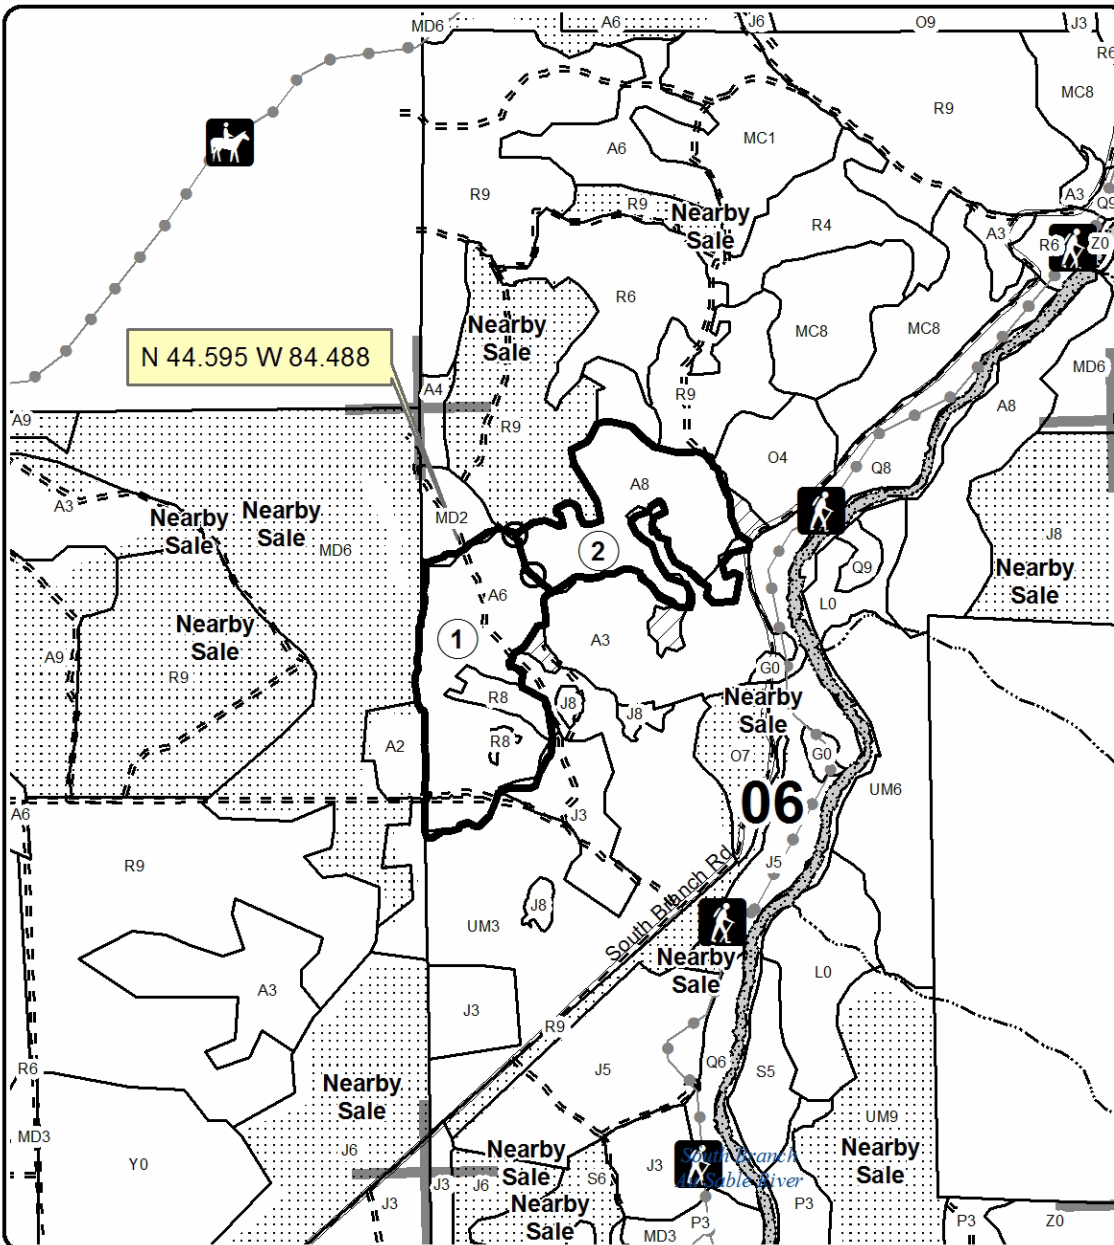 MD6
A6
J6
O9
J3
R6
MC8
R9
MC1
A6
R9
R9
A3
Q9
Nearby
Sale
R4
A3
R6
Z0
R6
Nearby
Sale
MC8
MC8
N 44.595 W 84.488
MD6
A4
R9
A8
A9
R9
O4
Q8
A8
A3
Nearby
Sale
Nearby
Sale
MD2
MD6
2
J8
Nearby
Sale
Q9
A6
L0
Nearby
Sale
1
A3
A9
R9
G0
R8
J8
J8
Nearby
Sale
A2
R8
O7
G0
UM6
06
A6
J3
R9
J5
South Branch Rd
J8
UM3
Nearby
Sale
L0
A3
J3
R9
R6
J5
Q6
S5
Nearby
Sale
UM9
MD3
Nearby
Sale
J6
Y0
Nearby
Sale
J3
South Branch
Au Sable River
J3
J6
S6
J3
Nearby
Sale
P3
P3
MD3
P3
Z0